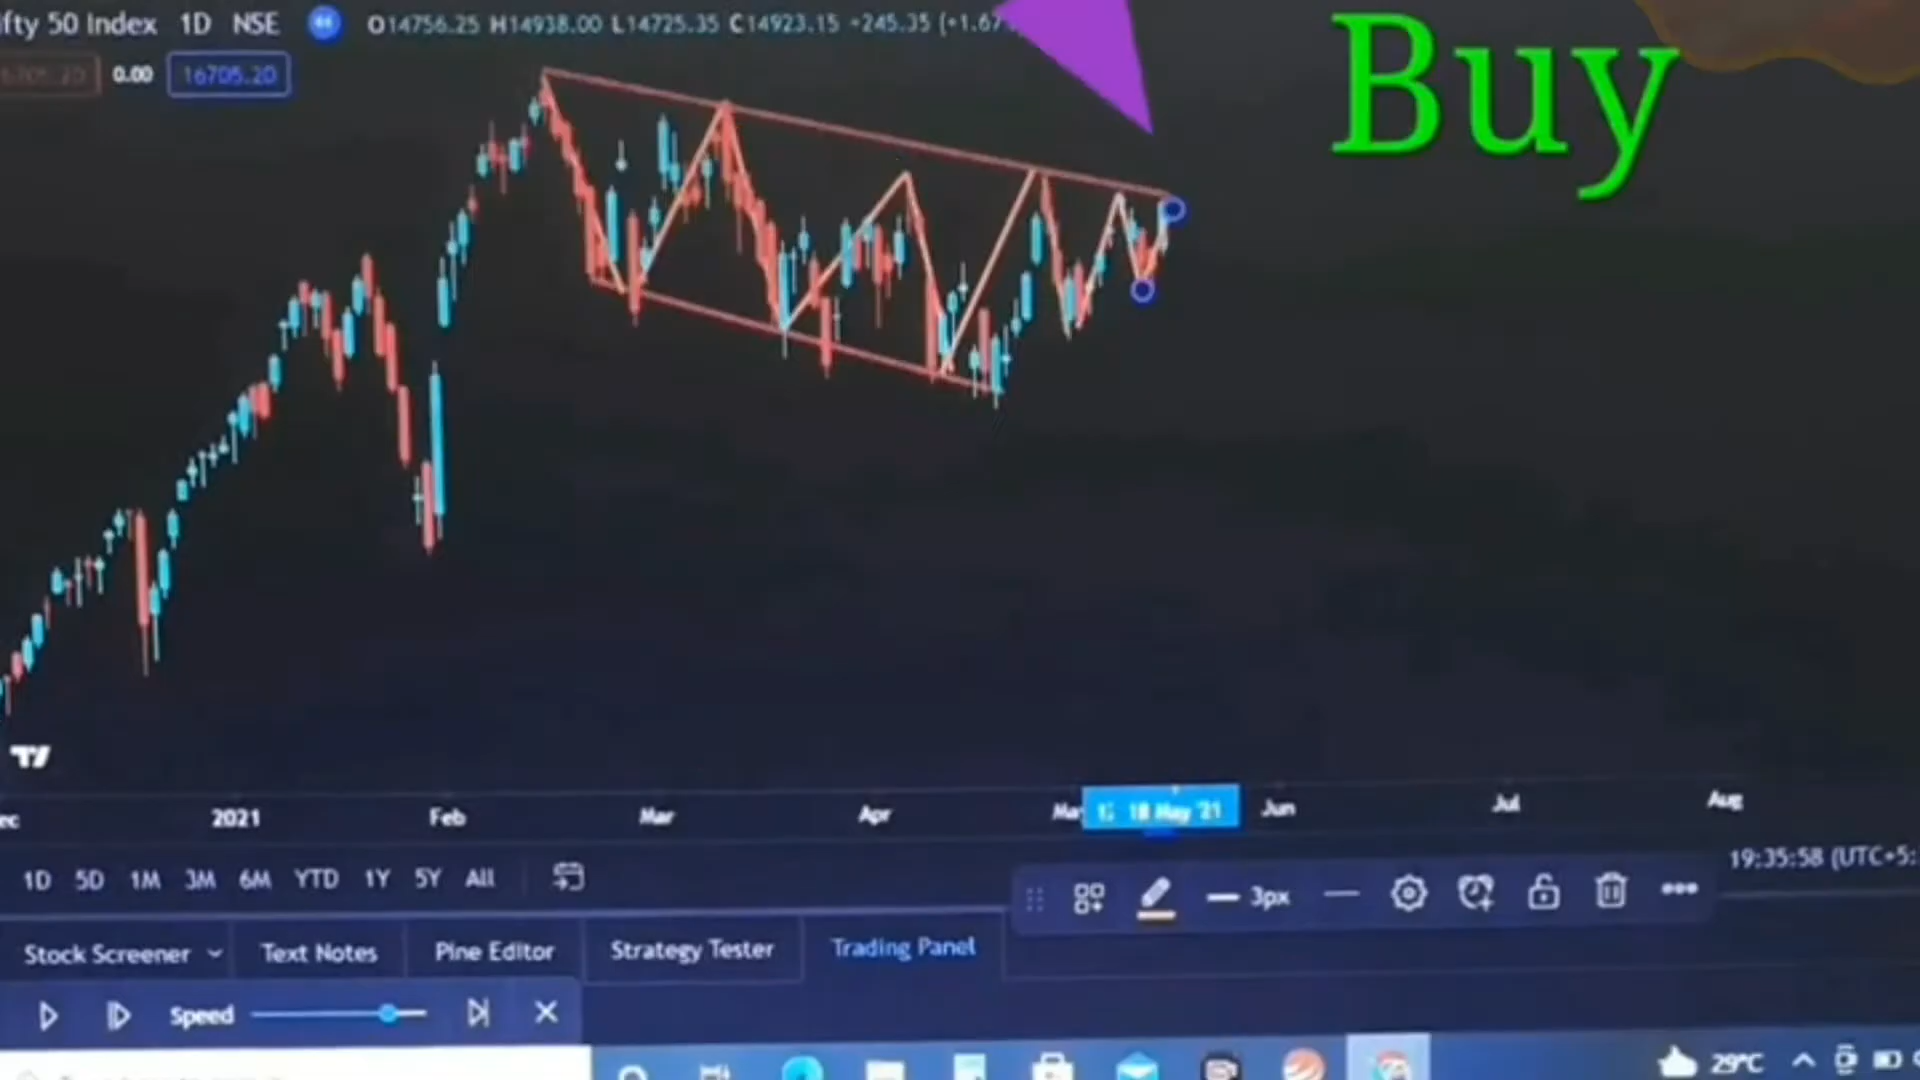 fty 50 Index 1D NSE O14756.25 H14938.00 L14725.35 C14923.15 +245.35 (+1.67
0.00 16705.20
Buy
2021 Feb Mar Apr May 18 May '21 Jun Jul Aug
19:35:58 (UTC+5:
1D 5D 1M 3M 6M YTD 1Y 5Y All
3px
Stock Screener Text Notes Pine Editor Strategy Tester Trading Panel
Speed
29°C